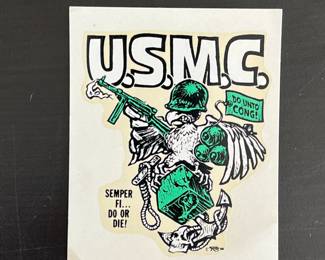 U.S.M.C.
DO UNTO
CONG!
SEMPER
FI...
DO OR
DIE!